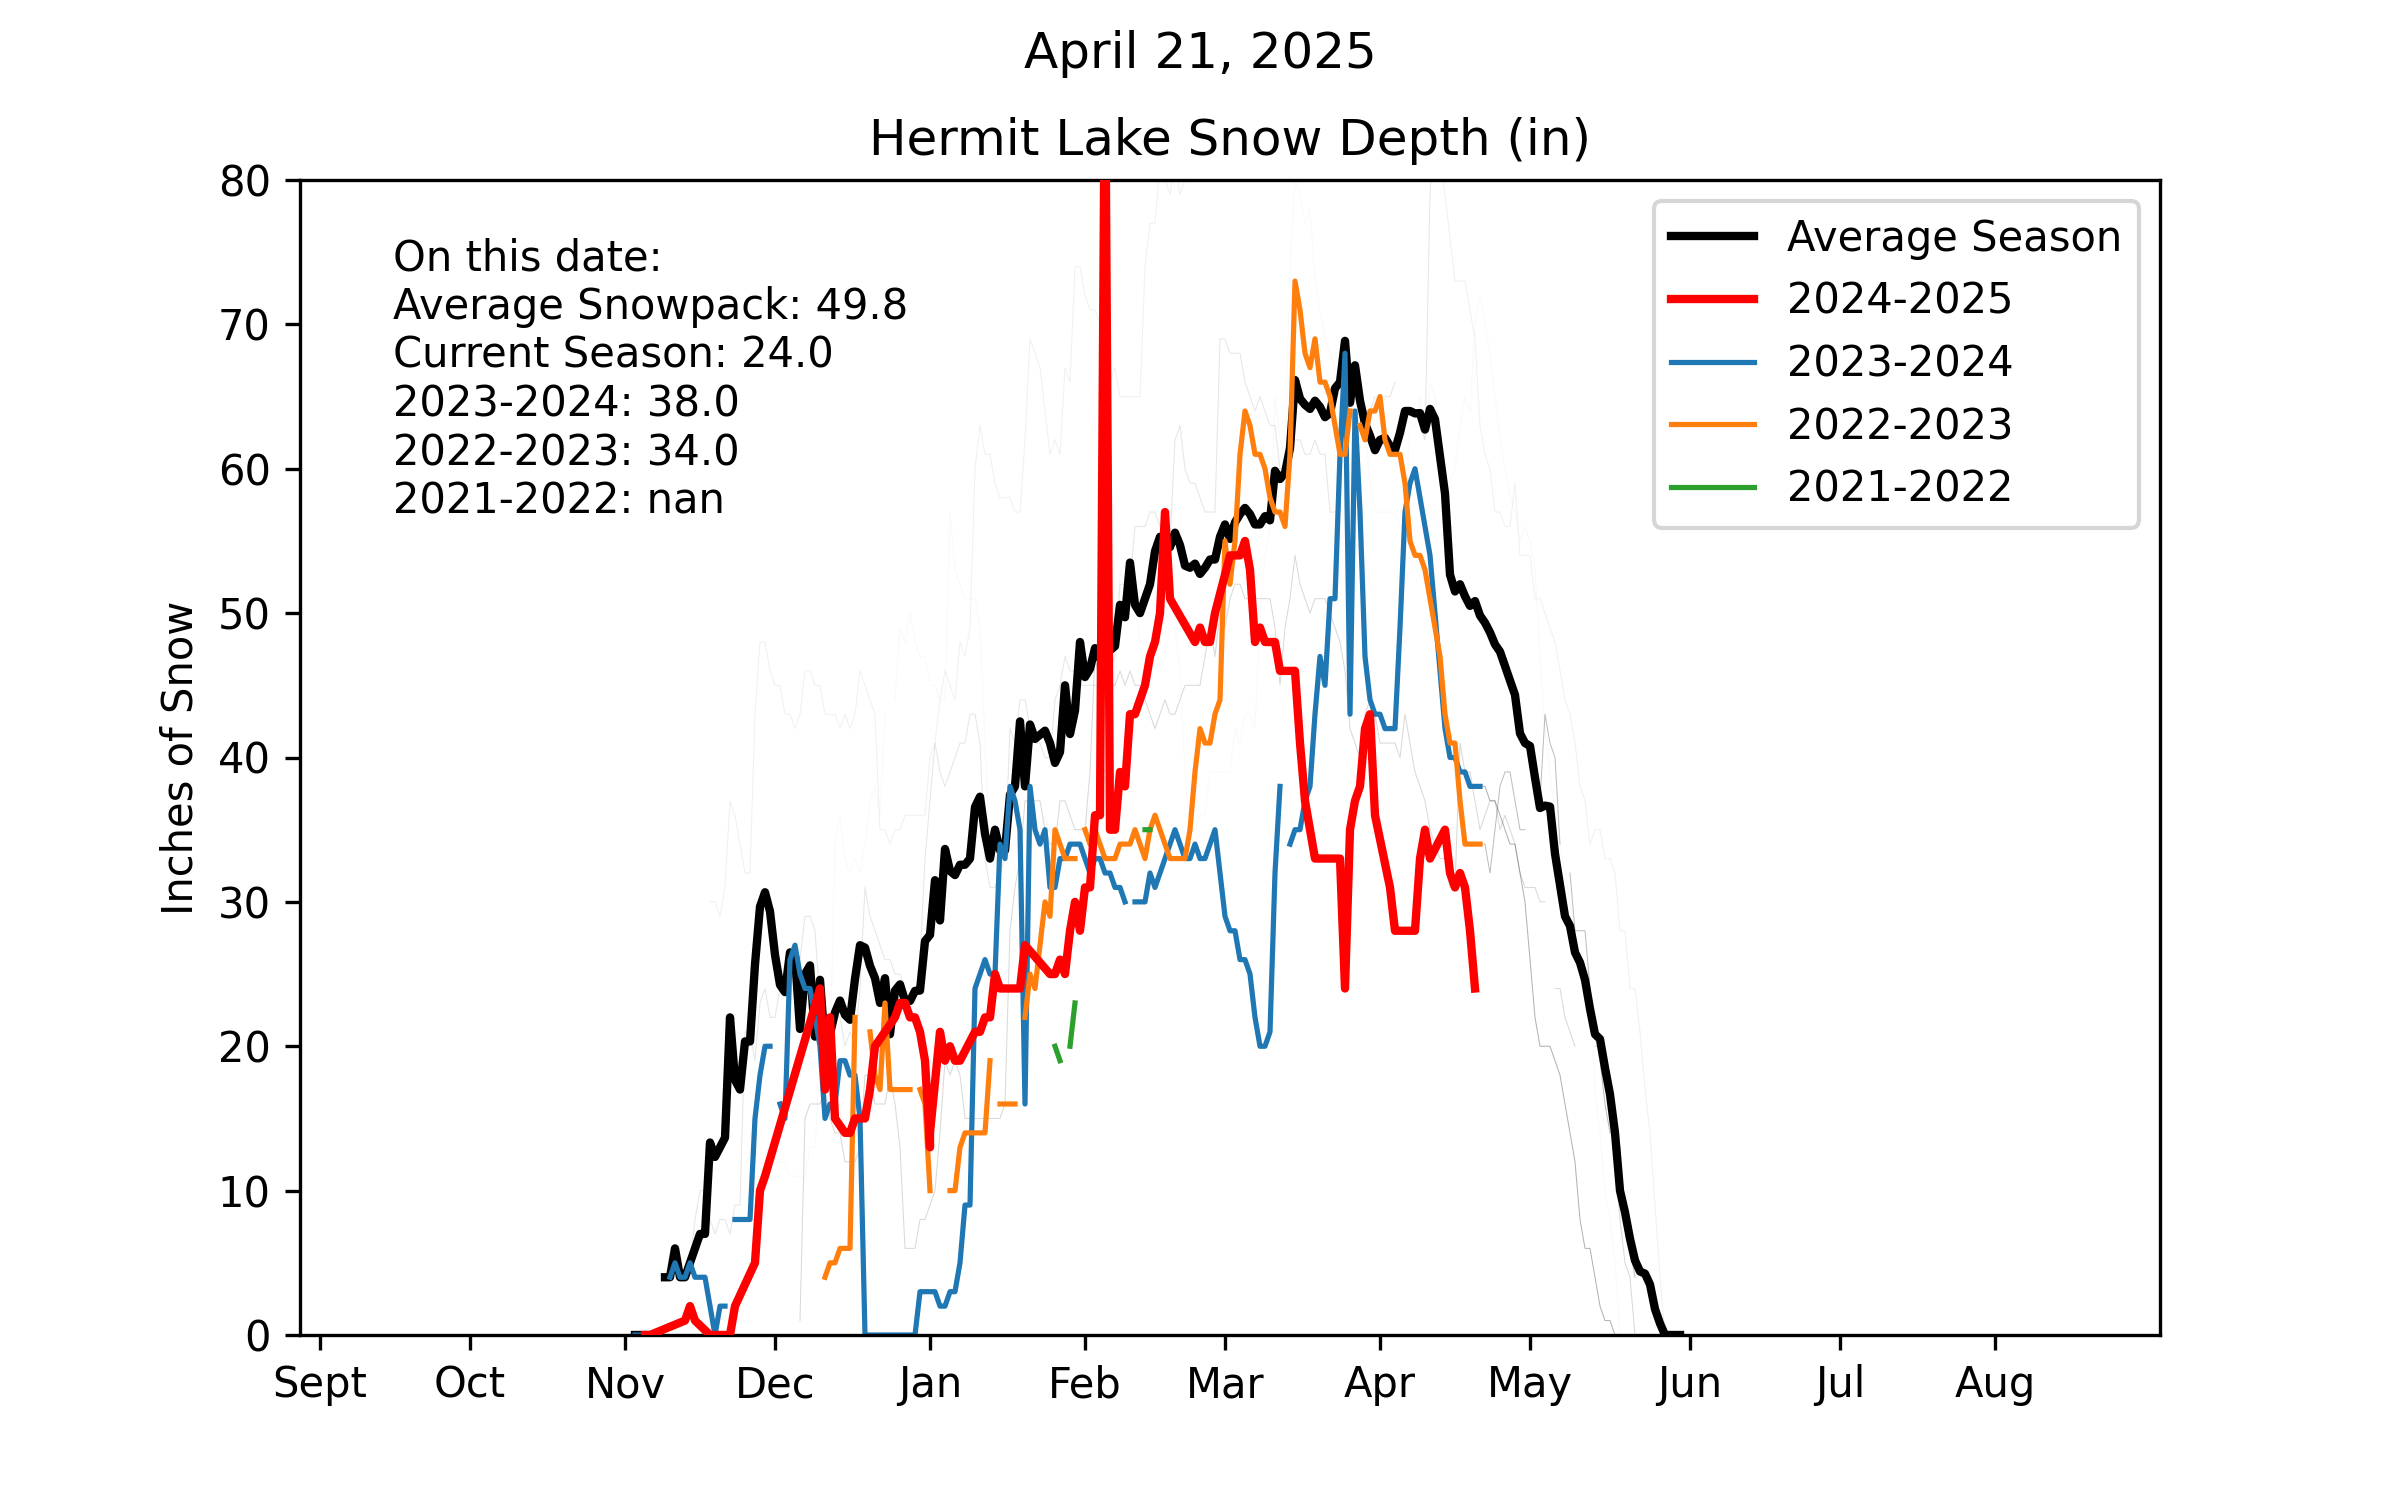 April 21, 2025
Hermit Lake Snow Depth (in)
On this date:
Average Snowpack: 49.8
Current Season: 24.0
2023-2024: 38.0
2022-2023: 34.0
2021-2022: nan
Average Season
2024-2025
2023-2024
2022-2023
2021-2022
Inches of Snow
80
70
60
50
40
30
20
10
0
Sept Oct Nov Dec Jan Feb Mar Apr May Jun Jul Aug